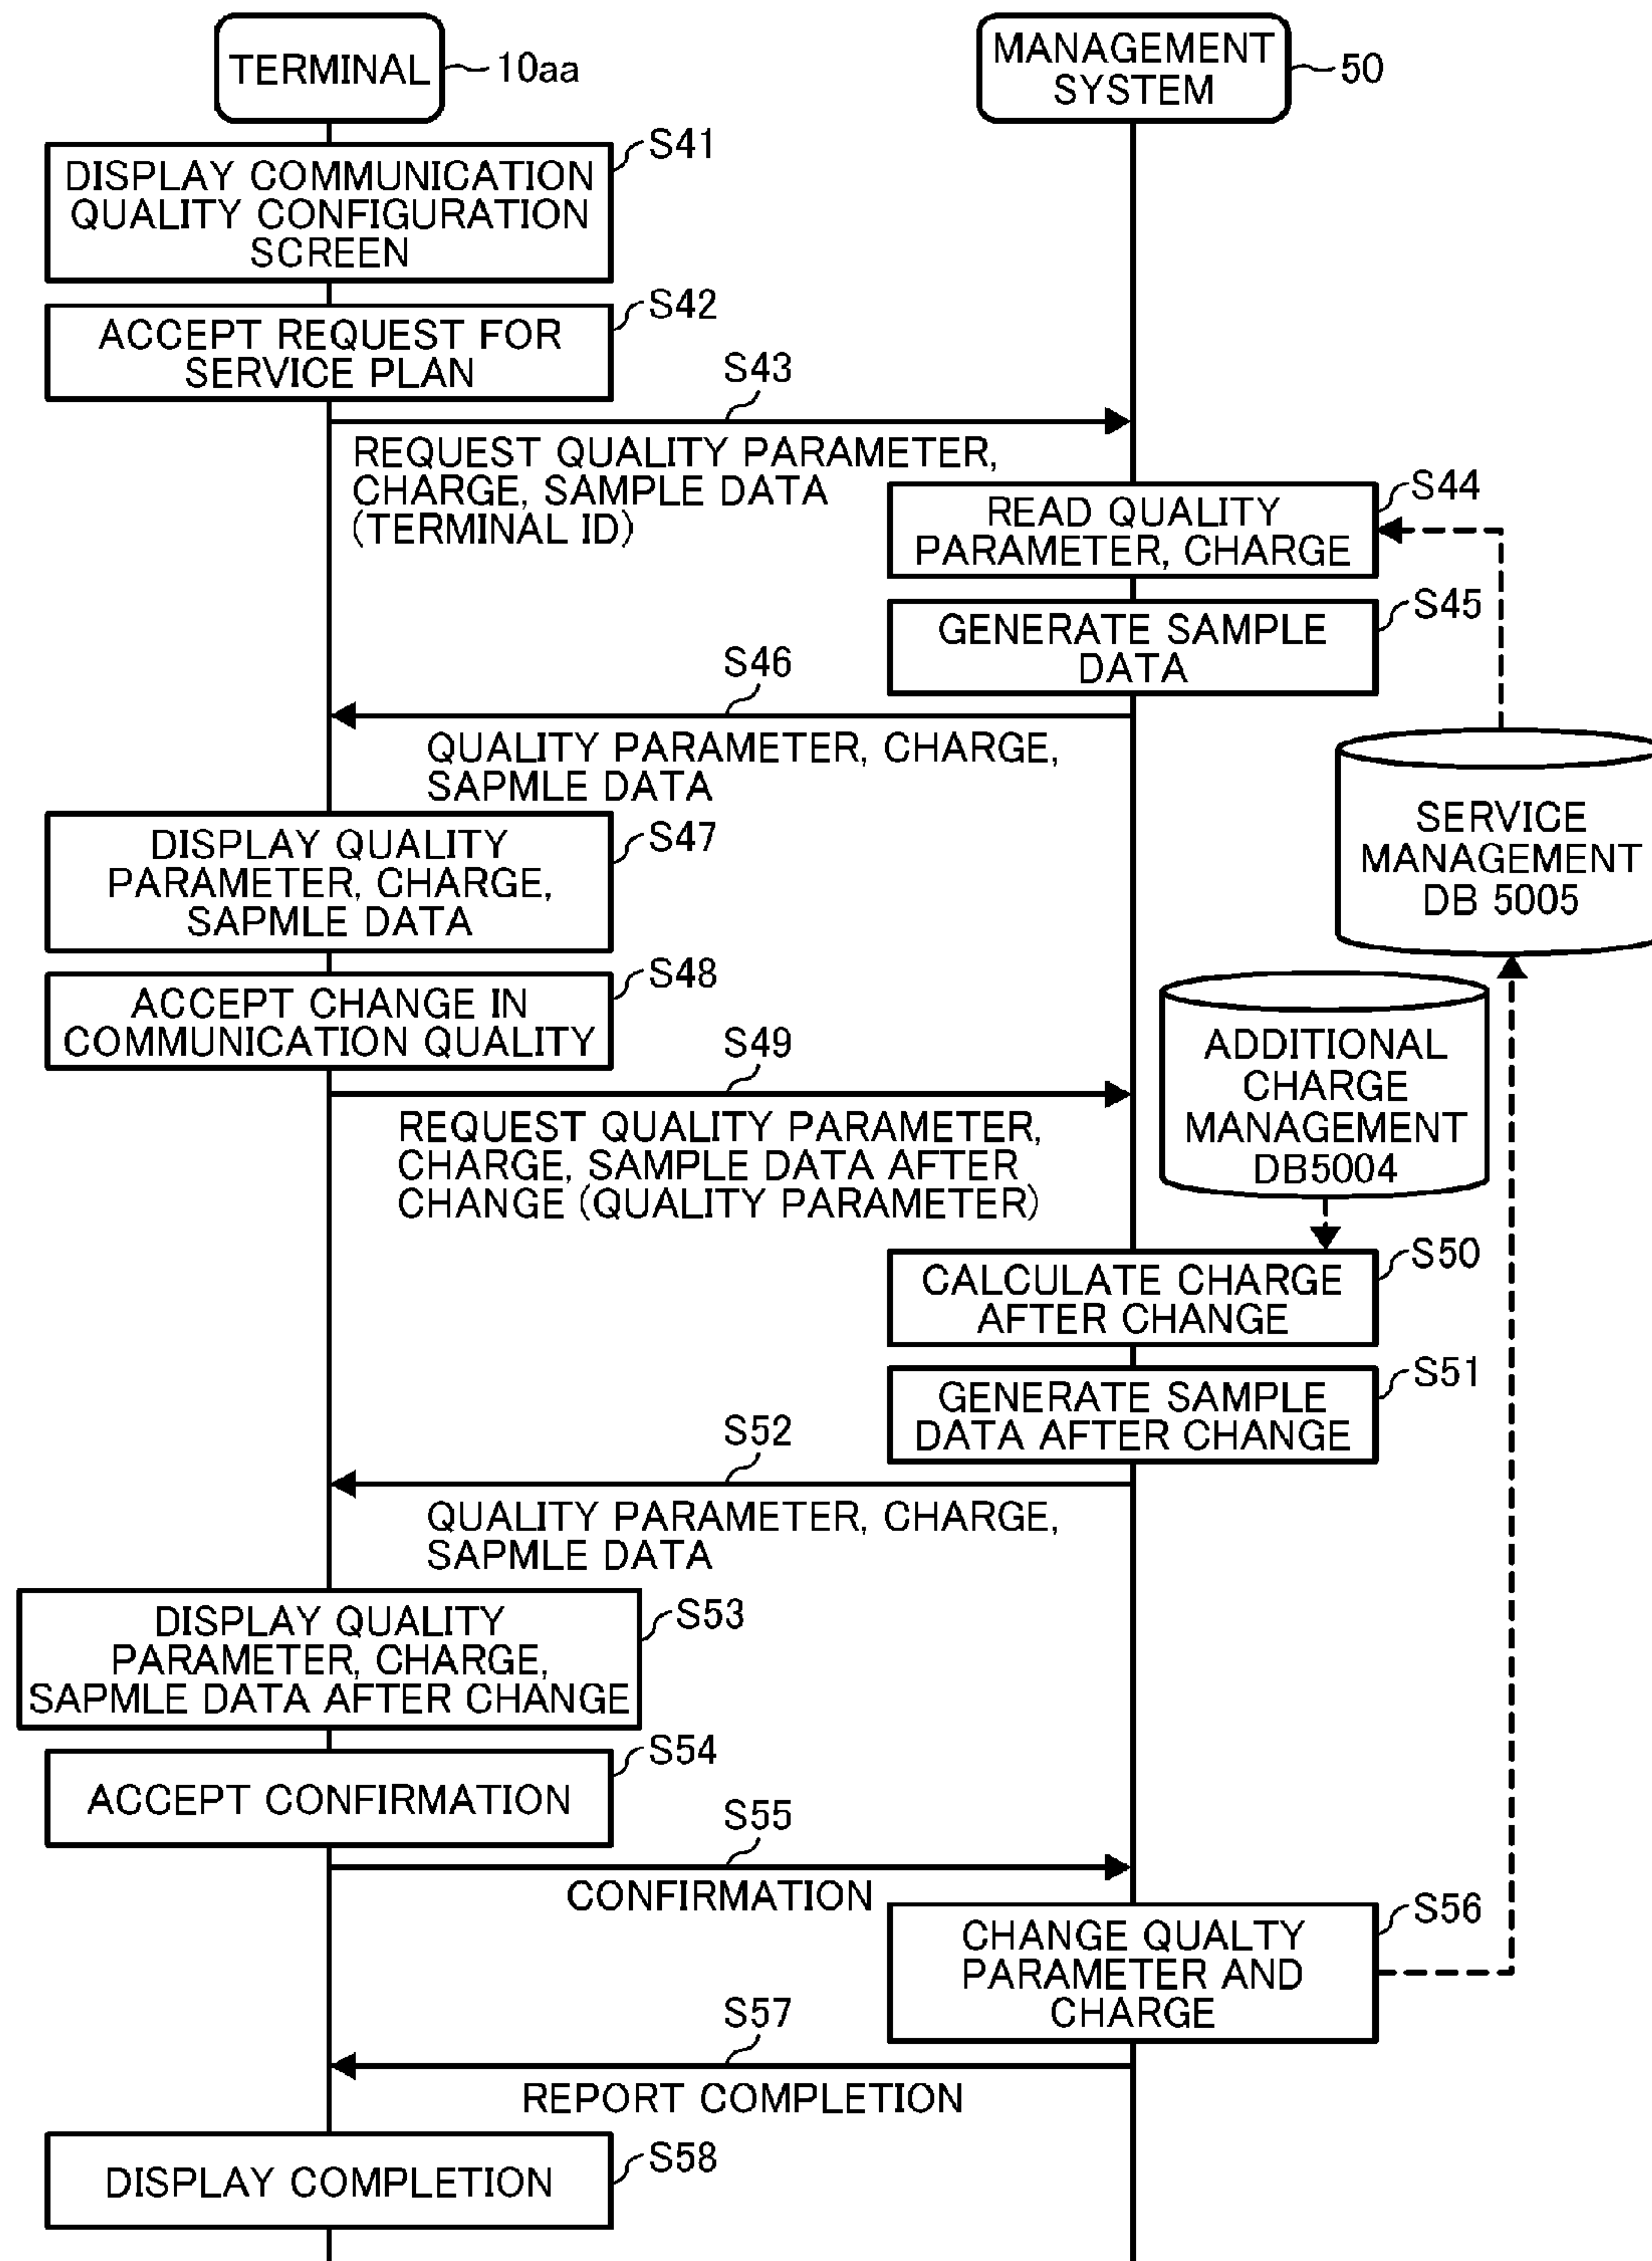 TERMINAL
10aa
MANAGEMENT
SYSTEM
50
S41
DISPLAY COMMUNICATION
QUALITY CONFIGURATION
SCREEN
S42
ACCEPT REQUEST FOR
SERVICE PLAN
S43
REQUEST QUALITY PARAMETER,
CHARGE, SAMPLE DATA
(TERMINAL ID)
S44
READ QUALITY
PARAMETER, CHARGE
S45
GENERATE SAMPLE
DATA
S46
QUALITY PARAMETER, CHARGE,
SAPMLE DATA
SERVICE
MANAGEMENT
DB 5005
S47
DISPLAY QUALITY
PARAMETER, CHARGE,
SAPMLE DATA
S48
ACCEPT CHANGE IN
COMMUNICATION QUALITY
S49
REQUEST QUALITY PARAMETER,
CHARGE, SAMPLE DATA AFTER
CHANGE (QUALITY PARAMETER)
ADDITIONAL
CHARGE
MANAGEMENT
DB5004
S50
CALCULATE CHARGE
AFTER CHANGE
S51
GENERATE SAMPLE
DATA AFTER CHANGE
S52
QUALITY PARAMETER, CHARGE,
SAPMLE DATA
S53
DISPLAY QUALITY
PARAMETER, CHARGE,
SAPMLE DATA AFTER CHANGE
S54
ACCEPT CONFIRMATION
S55
CONFIRMATION
S56
CHANGE QUALTY
PARAMETER AND
CHARGE
S57
REPORT COMPLETION
S58
DISPLAY COMPLETION